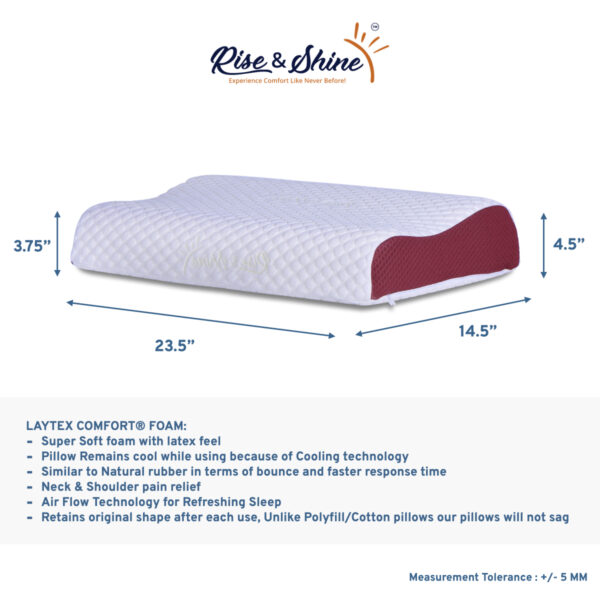 Rise & Shine
TM
Experience Comfort Like Never Before!
3.75”
4.5”
23.5”
14.5”
LAYTEX COMFORT® FOAM:
- Super Soft foam with latex feel
- Pillow Remains cool while using because of Cooling technology
- Similar to Natural rubber in terms of bounce and faster response time
- Neck & Shoulder pain relief
- Air Flow Technology for Refreshing Sleep
- Retains original shape after each use, Unlike Polyfill/Cotton pillows our pillows will not sag
Measurement Tolerance : +/- 5 MM